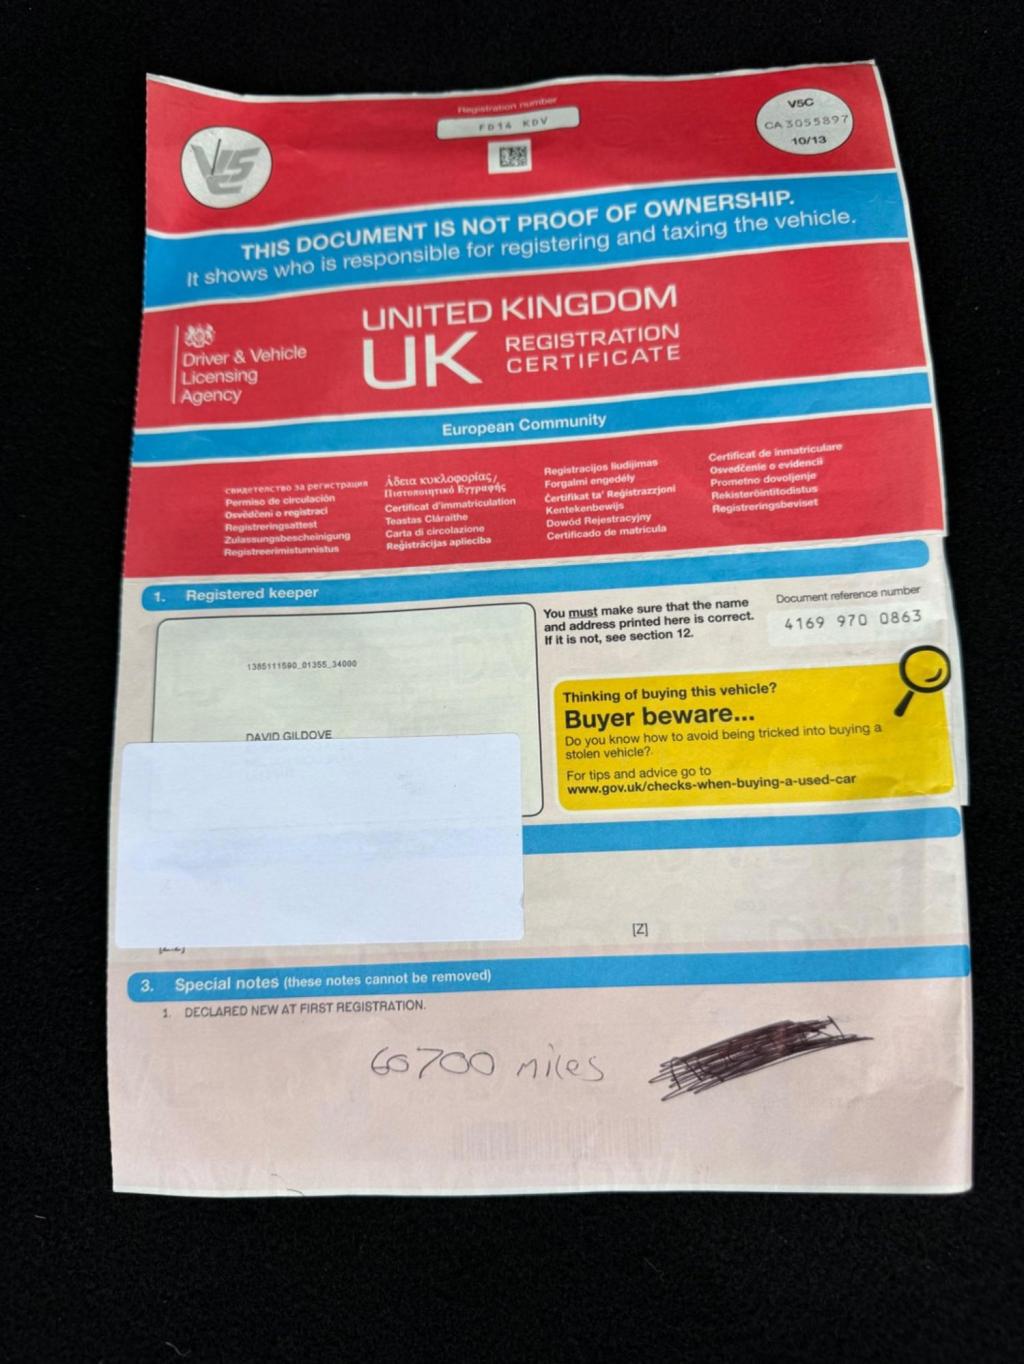 Registration number
FD14 KDV
V5C
CA3055897
10/13
V5C
THIS DOCUMENT IS NOT PROOF OF OWNERSHIP.
It shows who is responsible for registering and taxing the vehicle.
Driver & Vehicle
Licensing
Agency
UNITED KINGDOM
UK REGISTRATION
CERTIFICATE
European Community
свидетелство за регистрация
Permiso de circulación
Osvědčení o registraci
Registreringsattest
Zulassungsbescheinigung
Registreerimistunnistus
Άδεια κυκλοφορίας/
Πιστοποιητικό Εγγραφής
Certificat d'immatriculation
Teastas Cláraithe
Carta di circolazione
Reģistrācijas apliecība
Registracijos liudijimas
Forgalmi engedély
Ċertifikat ta' Reġistrazzjoni
Kentekenbewijs
Dowód Rejestracyjny
Certificado de matrícula
Certificat de înmatriculare
Osvedčenie o evidencii
Prometno dovoljenje
Rekisteröintitodistus
Registreringsbeviset
1. Registered keeper
1385111590_01355_34000
DAVID GILDOVE
You must make sure that the name
and address printed here is correct.
If it is not, see section 12.
Document reference number
4169 970 0863
Thinking of buying this vehicle?
Buyer beware...
Do you know how to avoid being tricked into buying a
stolen vehicle?
For tips and advice go to
www.gov.uk/checks-when-buying-a-used-car
[Z]
3. Special notes (these notes cannot be removed)
1. DECLARED NEW AT FIRST REGISTRATION.
60700 miles